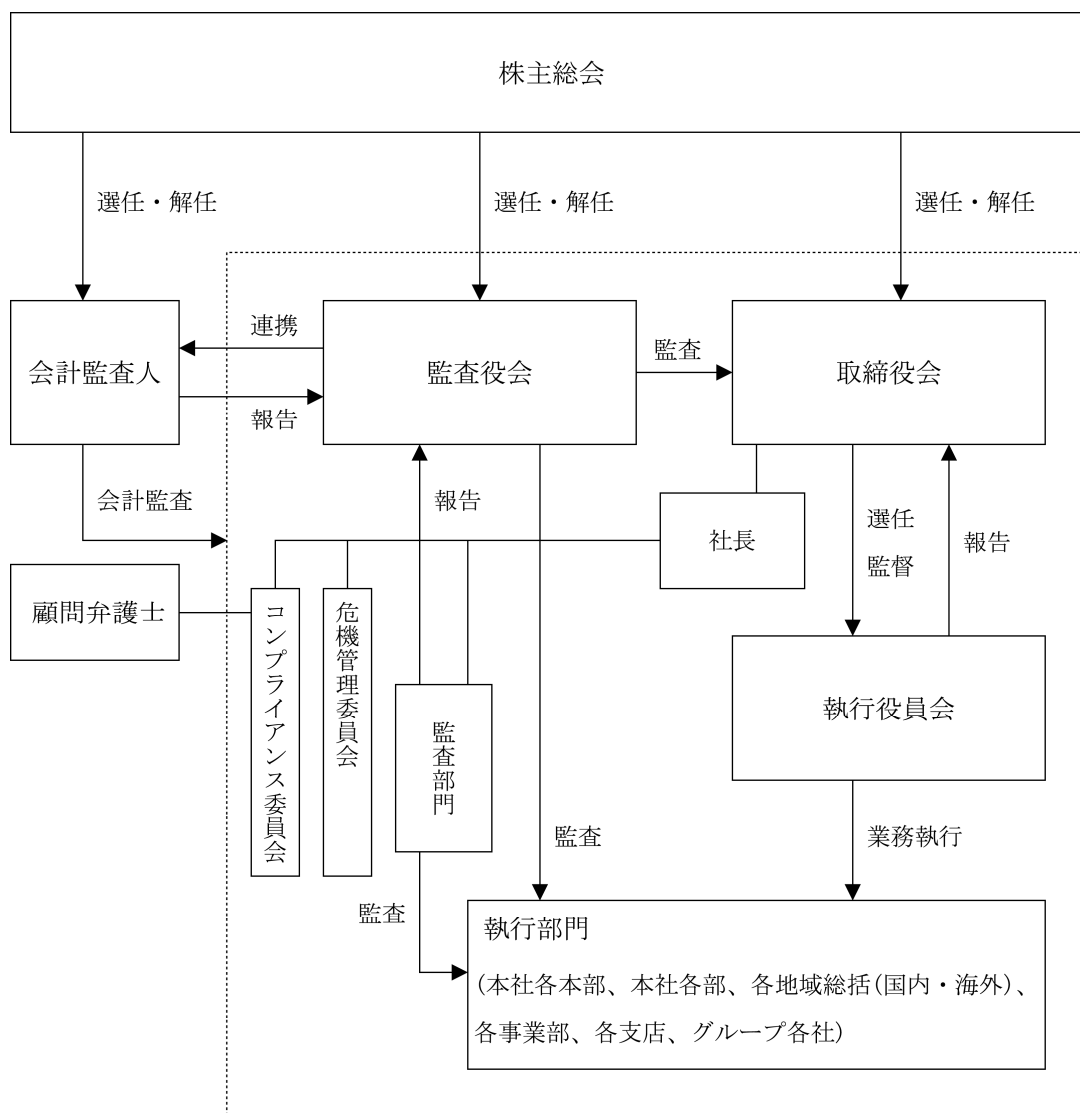 株主総会
選任・解任
選任・解任
選任・解任
会計監査人
連携
報告
監査役会
監査
取締役会
会計監査
報告
社長
選任
監督
報告
顧問弁護士
コンプライアンス委員会
危機管理委員会
監査部門
執行役員会
監査
監査
業務執行
執行部門
(本社各本部、本社各部、各地域総括(国内・海外)、
各事業部、各支店、グループ各社)